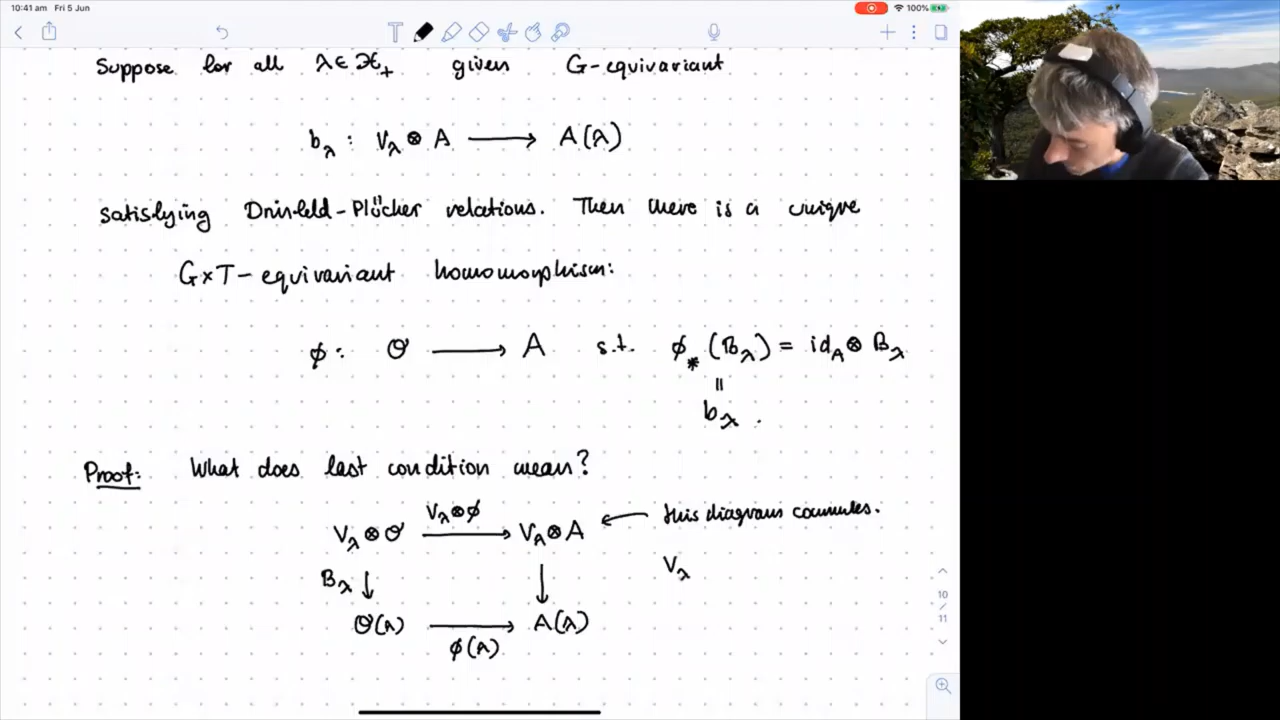 10:41 am Fri 5 Jun
100%
Suppose for all λ ∈ 𝒳₊ given G-equivariant
b_λ : V_λ ⊗ A ⟶ A(λ)
satisfying Drinfeld-Plücker relations. Then there is a unique
G×T-equivariant homomorphism:
φ: 𝒪 ⟶ A s.t. φ_*(B_λ) = id_A ⊗ B_λ
=
b_λ .
Proof: What does last condition mean?
V_λ ⊗ 𝒪 V_λ⊗φ ⟶ V_λ ⊗ A ⟵ this diagram commutes.
B_λ ↓ ↓ V_λ
𝒪(λ) ⟶ A(λ)
φ(λ)
10
/
11